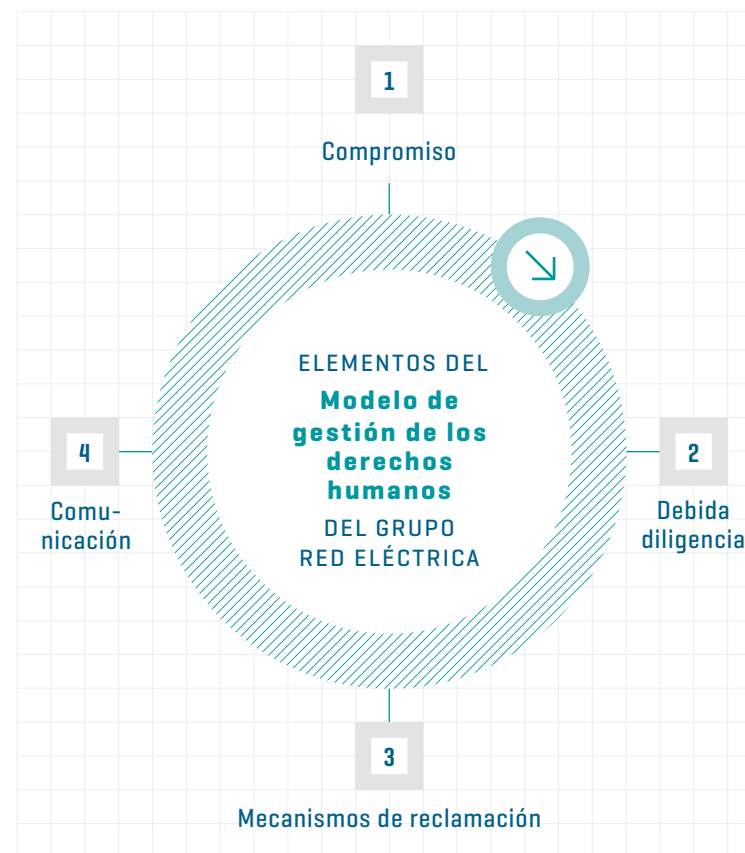 1
Compromiso
ELEMENTOS DEL
Modelo de
gestión de los
derechos
humanos
DEL GRUPO
RED ELÉCTRICA
2
Debida
diligencia
3
Mecanismos de reclamación
4
Comu-
nicación